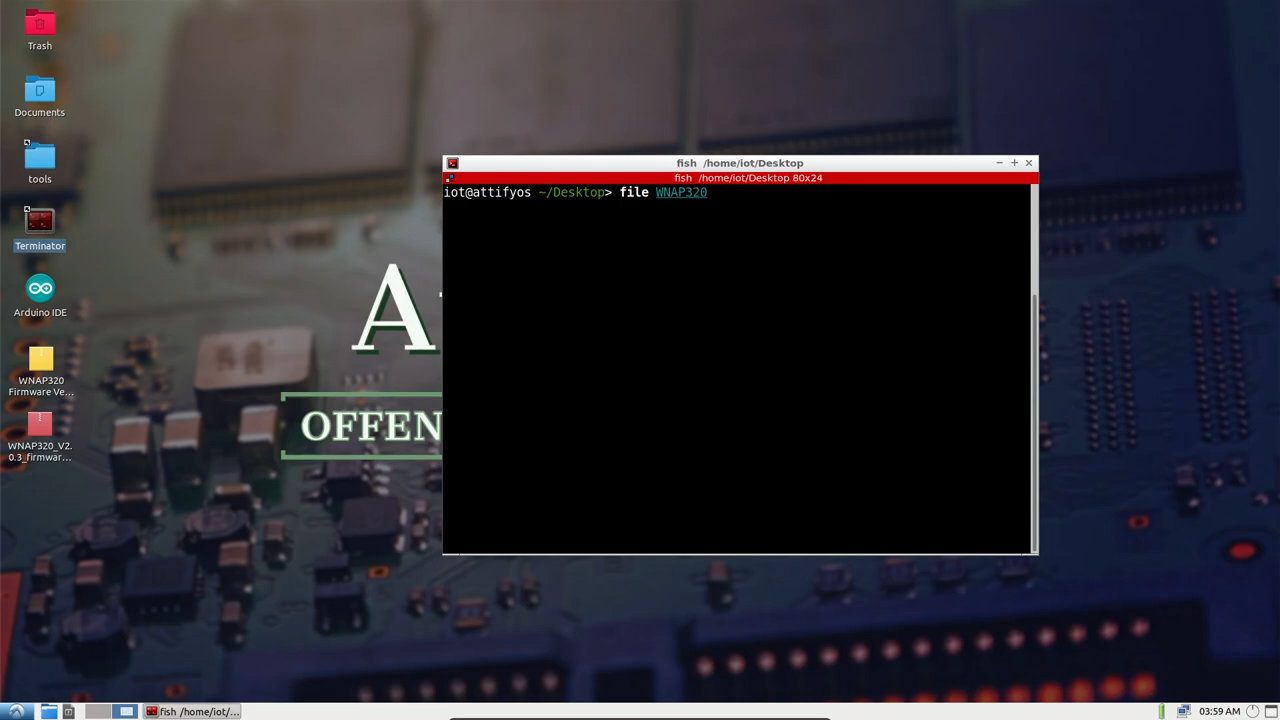 Trash
Documents
tools
Terminator
Arduino IDE
WNAP320
Firmware Ve...
WNAP320_V2.
0.3_firmwar...
A
OFFEN
fish /home/iot/Desktop
fish /home/iot/Desktop 80x24
iot@attifyos ~/Desktop> file WNAP320
fish /home/iot/...
03:59 AM